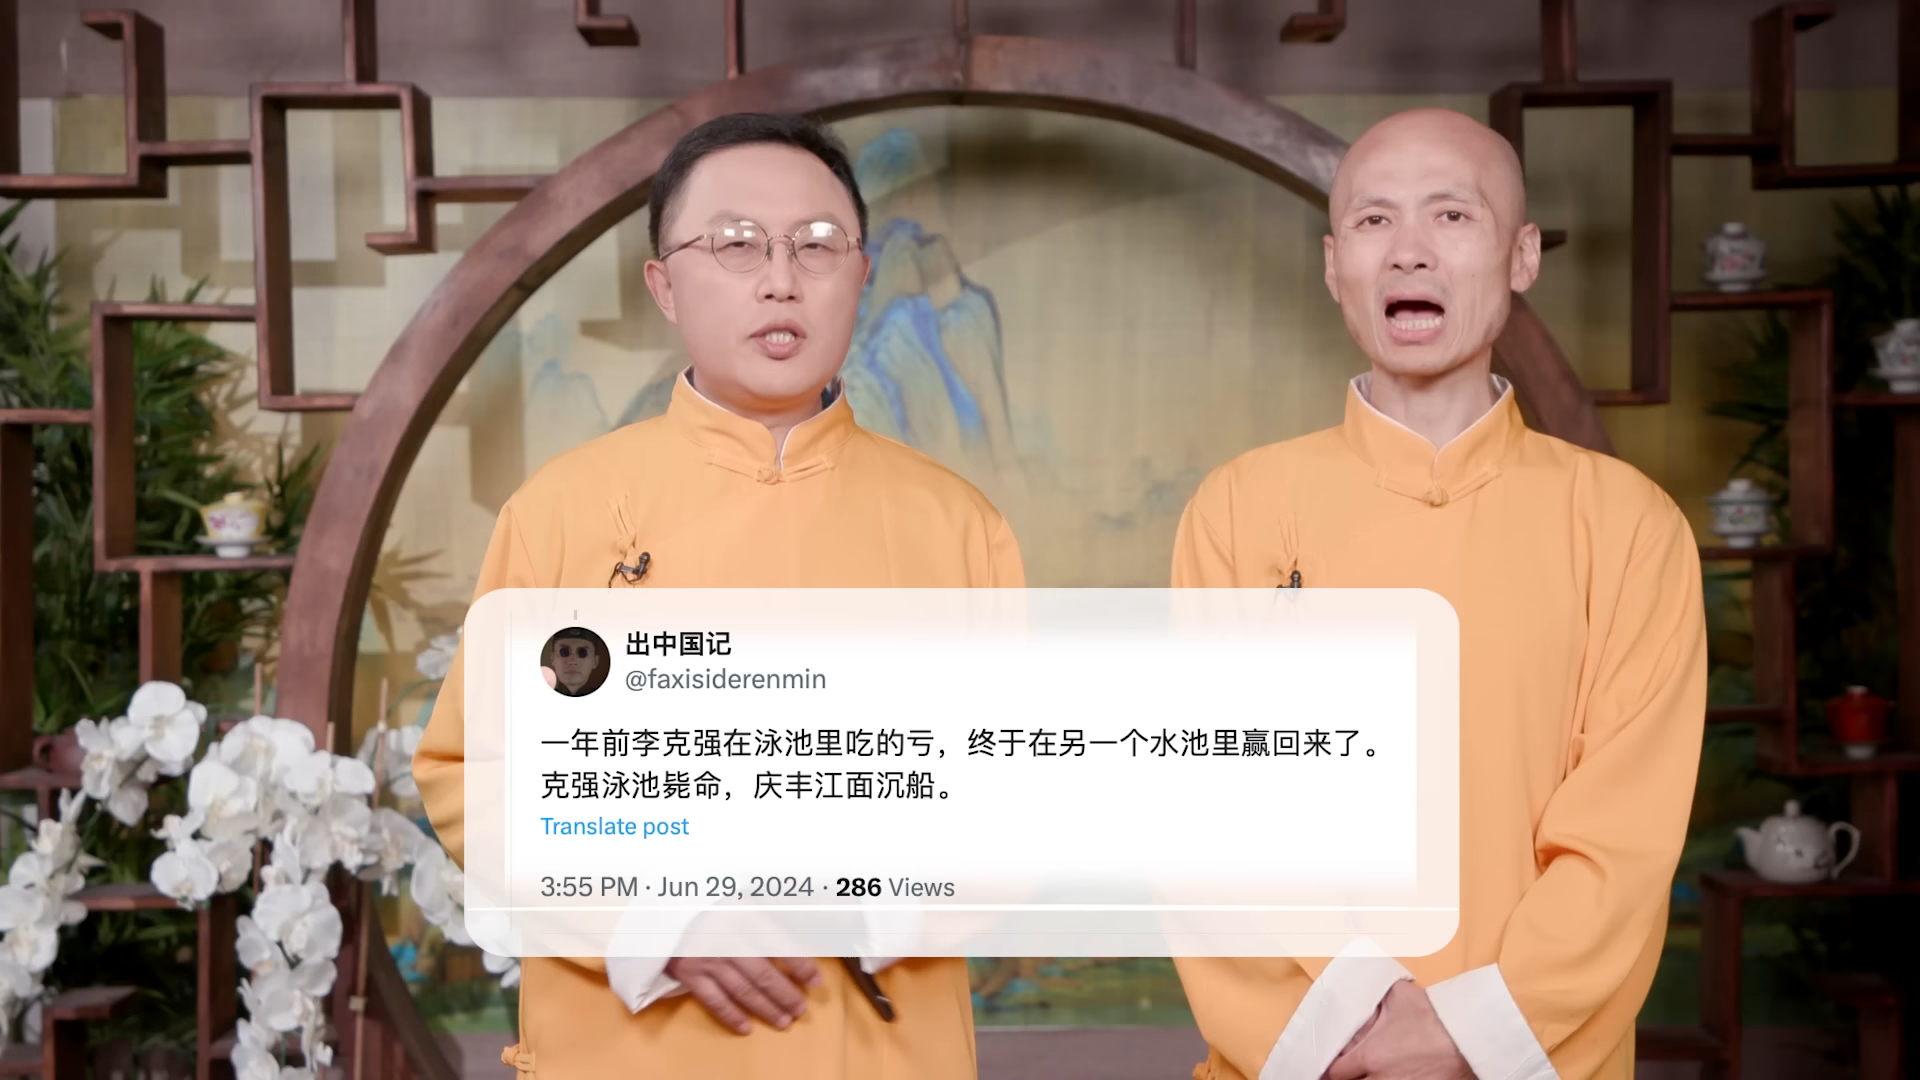 出中国记
@faxisiderenmin
一年前李克强在泳池里吃的亏，终于在另一个水池里赢回来了。
克强泳池毙命，庆丰江面沉船。
Translate post
3:55 PM · Jun 29, 2024 · 286 Views